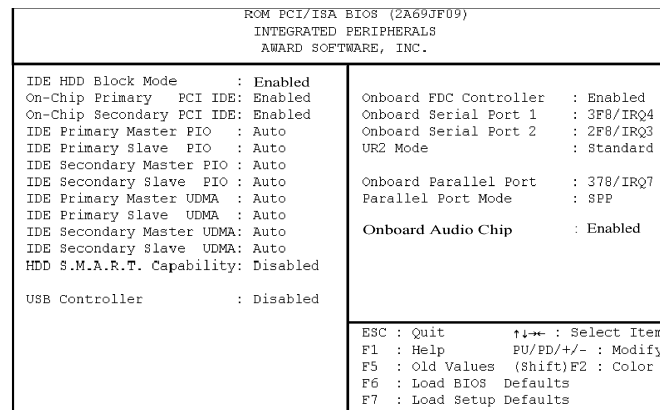 ROM PCI/ISA BIOS (2A69JF09)
INTEGRATED PERIPHERALS
AWARD SOFTWARE, INC.
IDE HDD Block Mode : Enabled
On-Chip Primary PCI IDE: Enabled
On-Chip Secondary PCI IDE: Enabled
IDE Primary Master PIO : Auto
IDE Primary Slave PIO : Auto
IDE Secondary Master PIO : Auto
IDE Secondary Slave PIO : Auto
IDE Primary Master UDMA : Auto
IDE Primary Slave UDMA : Auto
IDE Secondary Master UDMA: Auto
IDE Secondary Slave UDMA: Auto
HDD S.M.A.R.T. Capability: Disabled
USB Controller : Disabled
Onboard FDC Controller : Enabled
Onboard Serial Port 1 : 3F8/IRQ4
Onboard Serial Port 2 : 2F8/IRQ3
UR2 Mode : Standard
Onboard Parallel Port : 378/IRQ7
Parallel Port Mode : SPP
Onboard Audio Chip : Enabled
ESC : Quit ↑↓→← : Select Item
F1 : Help PU/PD/+/- : Modify
F5 : Old Values (Shift)F2 : Color
F6 : Load BIOS Defaults
F7 : Load Setup Defaults